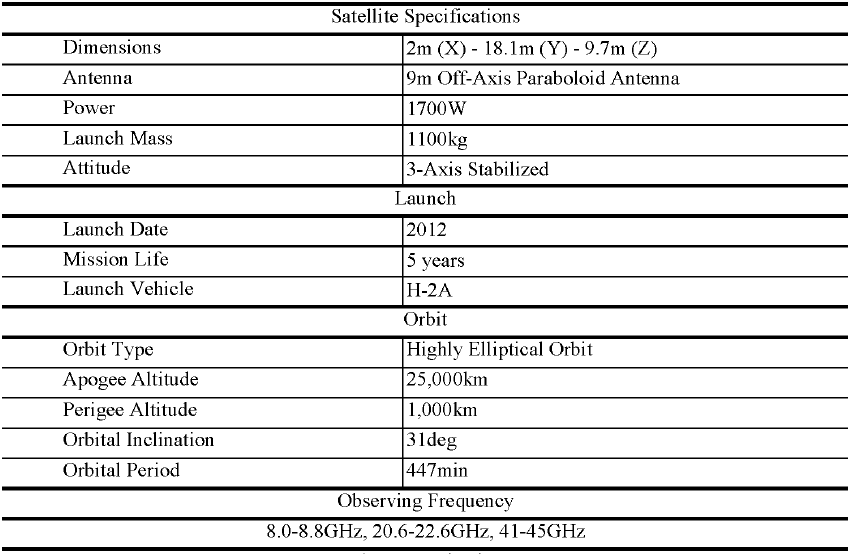 Satellite Specifications
Dimensions 2m (X) - 18.1m (Y) - 9.7m (Z)
Antenna 9m Off-Axis Paraboloid Antenna
Power 1700W
Launch Mass 1100kg
Attitude 3-Axis Stabilized
Launch
Launch Date 2012
Mission Life 5 years
Launch Vehicle H-2A
Orbit
Orbit Type Highly Elliptical Orbit
Apogee Altitude 25,000km
Perigee Altitude 1,000km
Orbital Inclination 31deg
Orbital Period 447min
Observing Frequency
8.0-8.8GHz, 20.6-22.6GHz, 41-45GHz